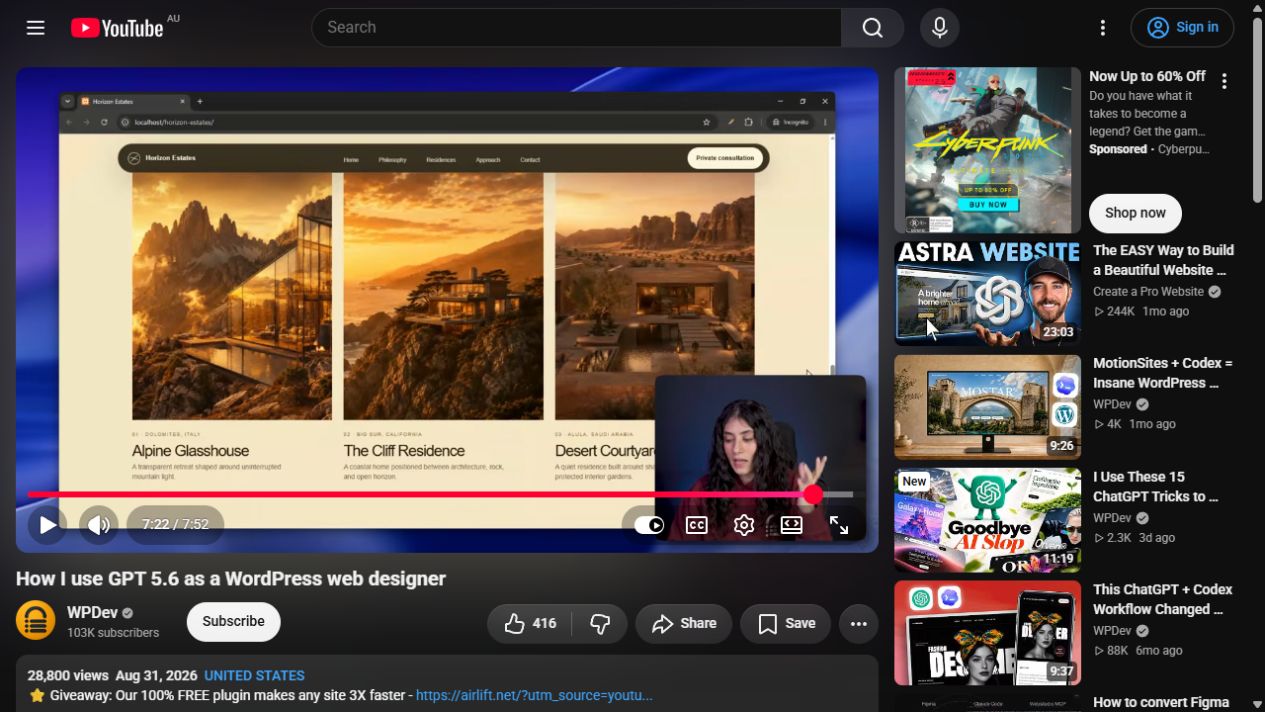 YouTube
AU
Search
Sign in
Horizon Estates
localhost/horizon-estates/
Incognito
Horizon Estates
Home
Philosophy
Residences
Approach
Contact
Private consultation
01 · DOLOMITES, ITALY
Alpine Glasshouse
A transparent retreat shaped around uninterrupted
mountain light.
02 · BIG SUR, CALIFORNIA
The Cliff Residence
A coastal home positioned between architecture, rock,
and open horizon.
03 · ALULA, SAUDI ARABIA
Desert Courtyar
A quiet residence built around sha
protected interior gardens.
7:22 / 7:52
CC
How I use GPT 5.6 as a WordPress web designer
WPDev
103K subscribers
Subscribe
416
Share
Save
28,800 views Aug 31, 2026 UNITED STATES
Giveaway: Our 100% FREE plugin makes any site 3X faster - https://airlift.net/?utm_source=youtu...
CYBERPUNK
UP TO 60% OFF
BUY NOW
Now Up to 60% Off
Do you have what it
takes to become a
legend? Get the gam...
Sponsored · Cyberpu...
Shop now
ASTRA WEBSITE
A brighter
home
23:03
The EASY Way to Build
a Beautiful Website ...
Create a Pro Website
244K 1mo ago
MOSTAR
9:26
MotionSites + Codex =
Insane WordPress ...
WPDev
4K 1mo ago
New
Galaxy Home
Goodbye
AI Slop
OR
11:19
I Use These 15
ChatGPT Tricks to ...
WPDev
2.3K 3d ago
9:37
This ChatGPT + Codex
Workflow Changed ...
WPDev
88K 6mo ago
Figma
Claude Code
How to convert Figma